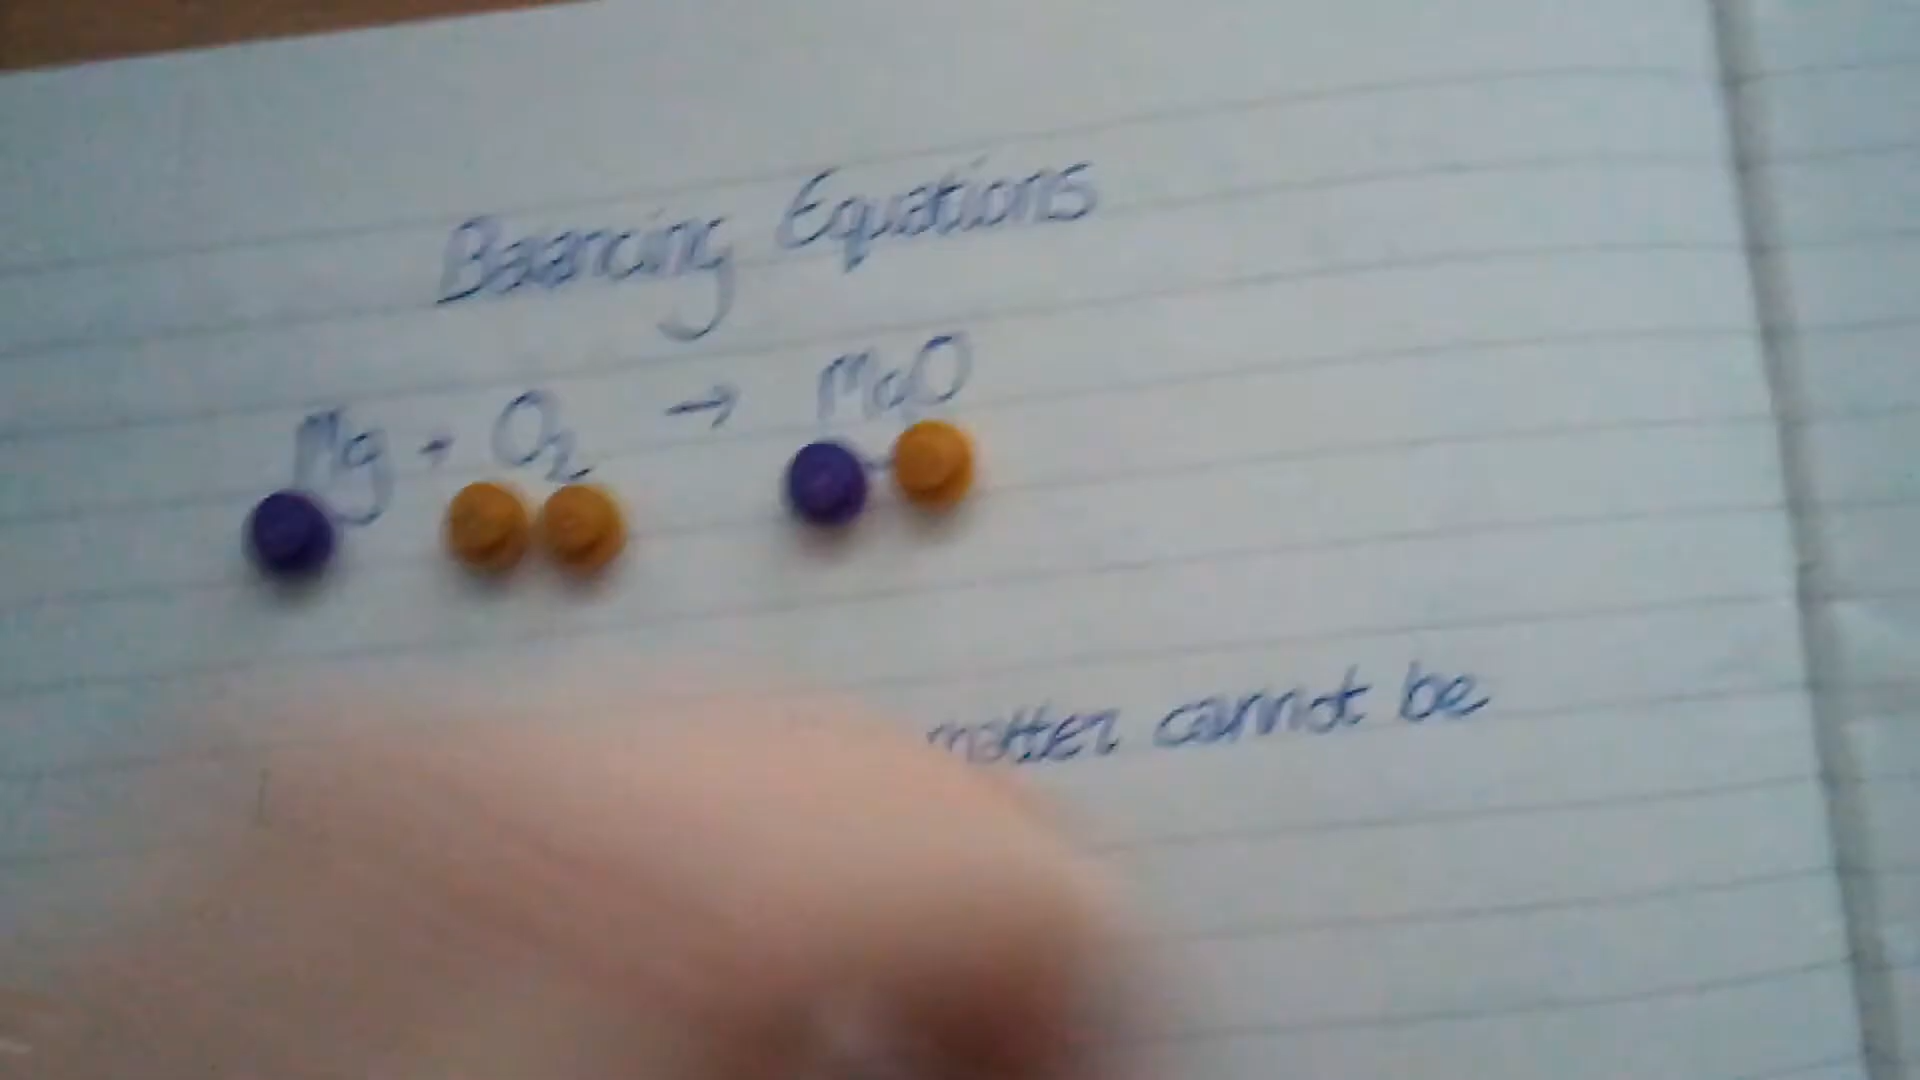 Balancing Equations
Mg + O₂ → MgO
matter cannot be